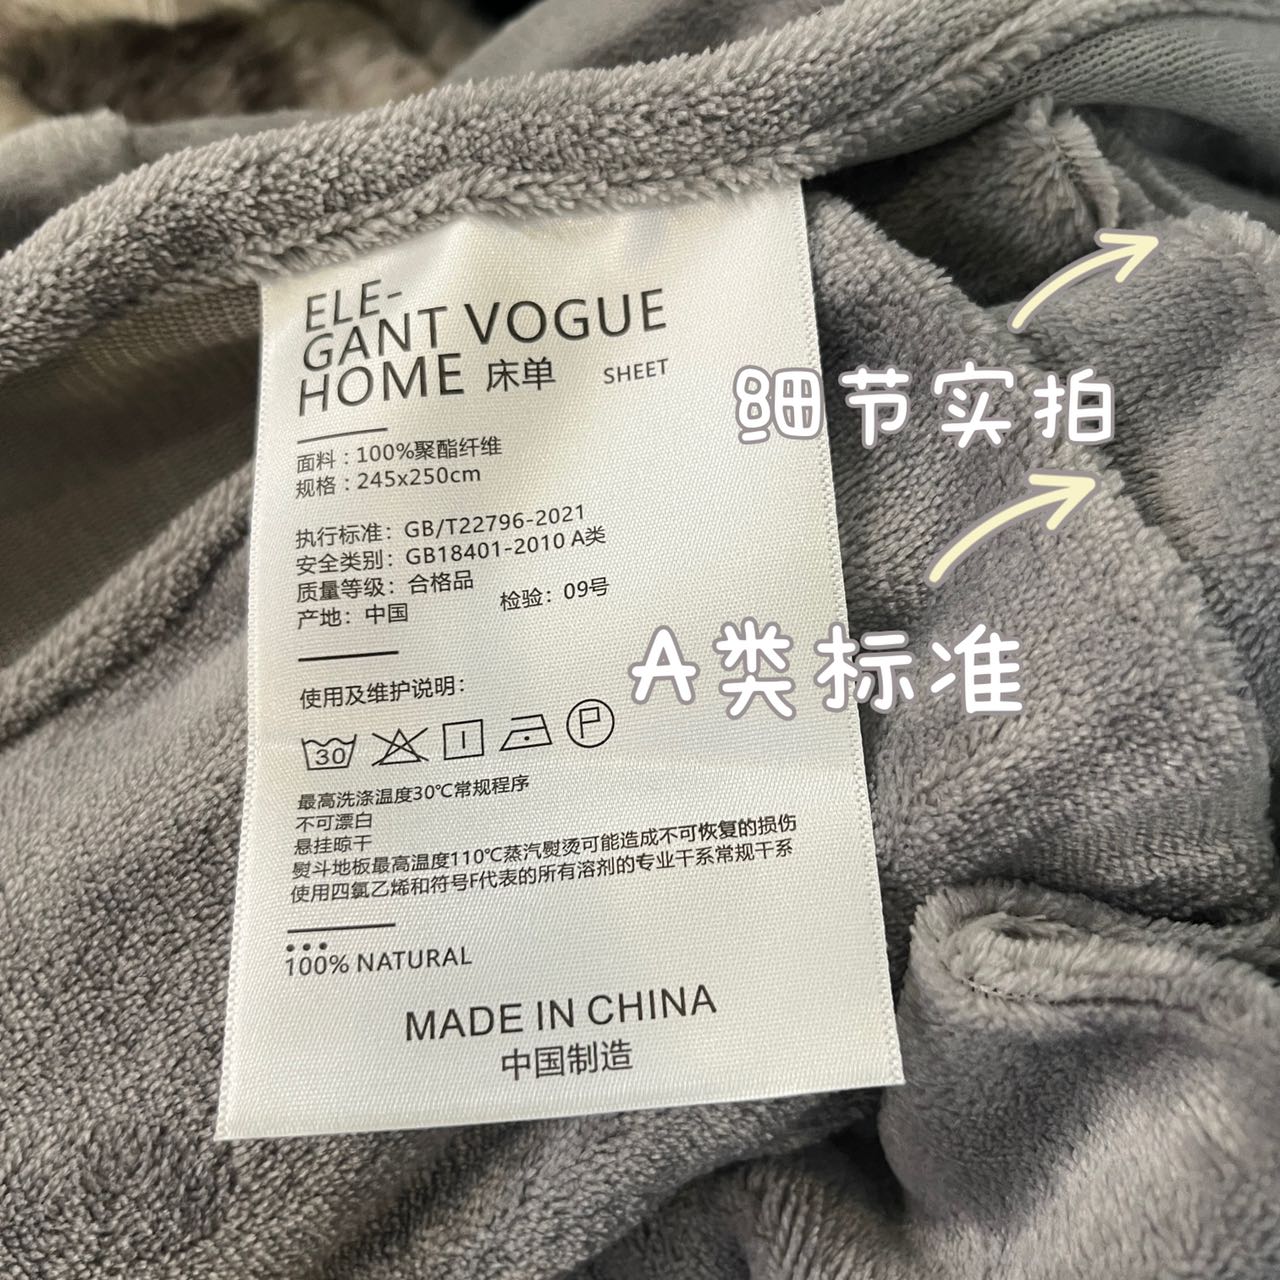 ELE-
GANT VOGUE
HOME 床单 SHEET
面料：100%聚酯纤维
规格：245x250cm
执行标准：GB/T22796-2021
安全类别：GB18401-2010 A类
质量等级：合格品
产地：中国 检验：09号
使用及维护说明：
30 P
最高洗涤温度30℃常规程序
不可漂白
悬挂晾干
熨斗地板最高温度110℃蒸汽熨烫可能造成不可恢复的损伤
使用四氯乙烯和符号F代表的所有溶剂的专业干系常规干系
100% NATURAL
MADE IN CHINA
中国制造
细节实拍
A类标准